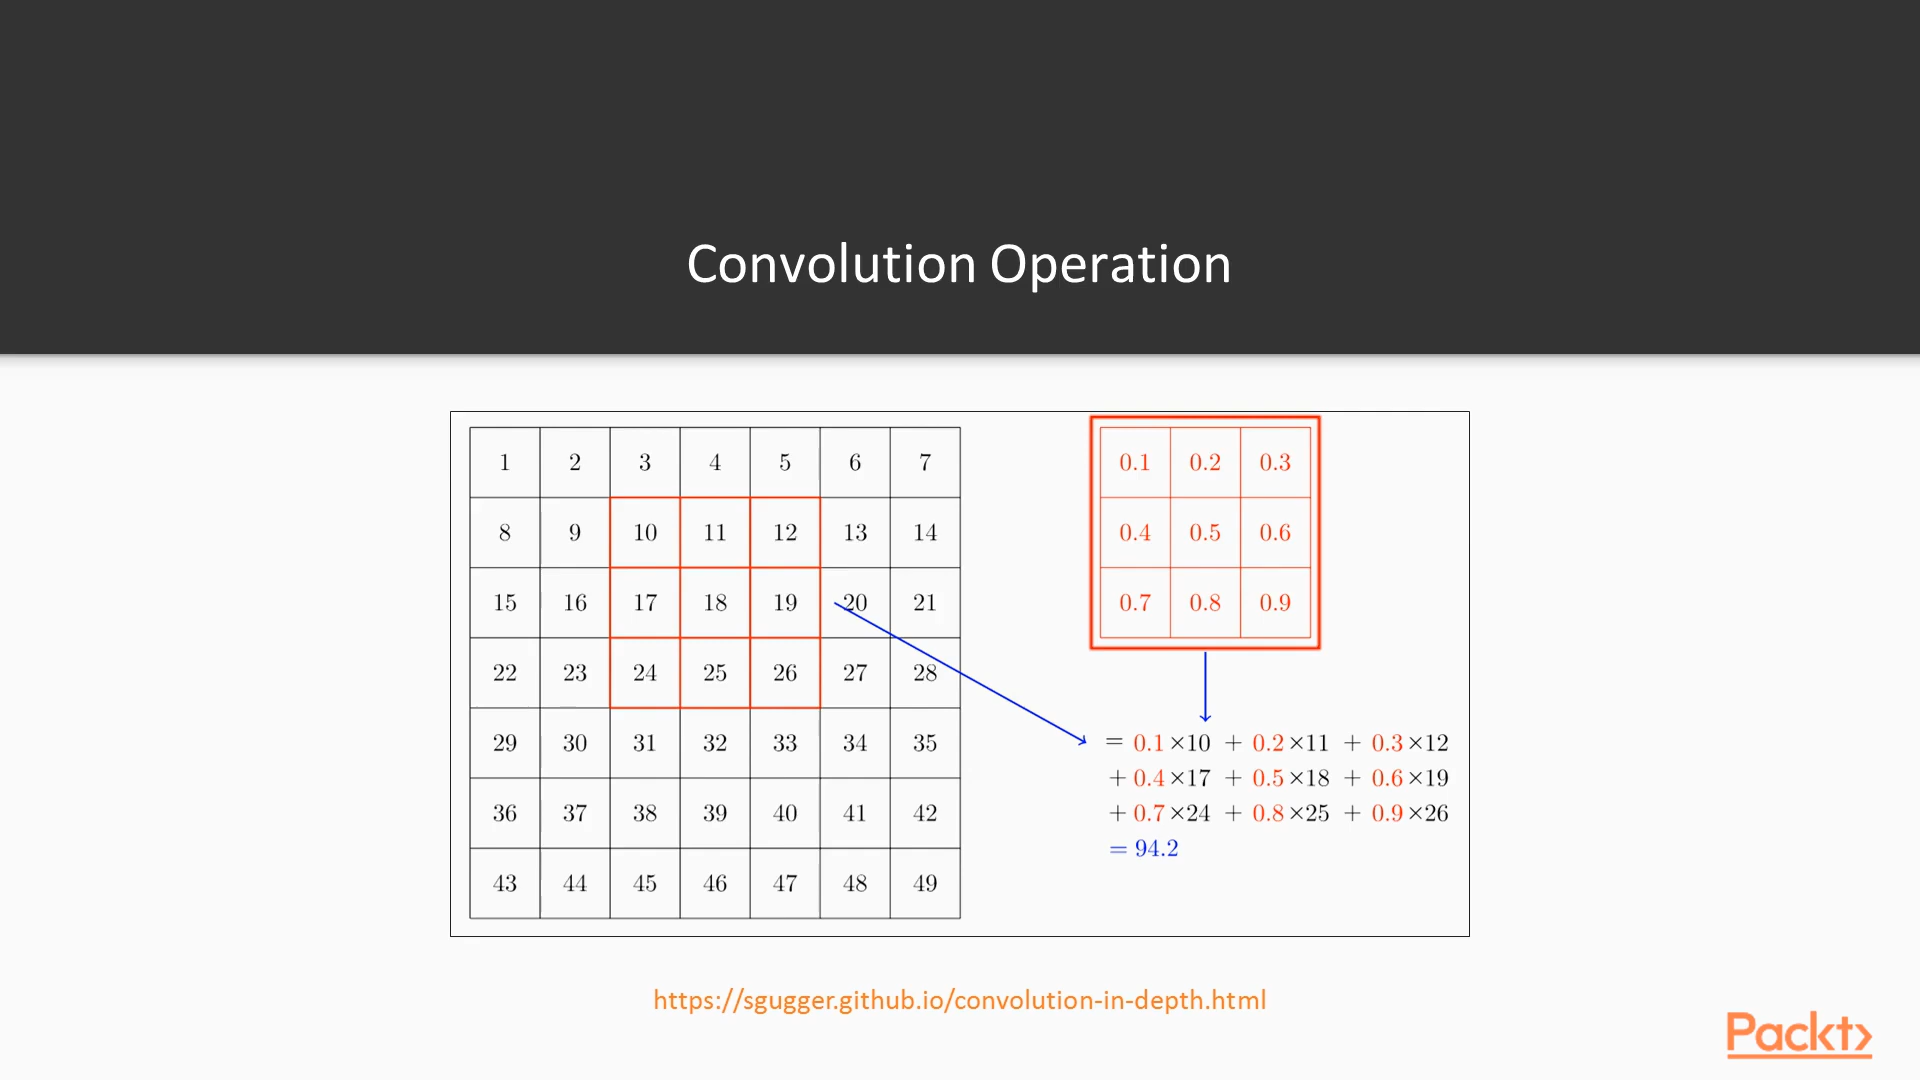 Convolution Operation
1 2 3 4 5 6 7
8 9 10 11 12 13 14
15 16 17 18 19 20 21
22 23 24 25 26 27 28
29 30 31 32 33 34 35
36 37 38 39 40 41 42
43 44 45 46 47 48 49
0.1 0.2 0.3
0.4 0.5 0.6
0.7 0.8 0.9
= 0.1×10 + 0.2×11 + 0.3×12
+ 0.4×17 + 0.5×18 + 0.6×19
+ 0.7×24 + 0.8×25 + 0.9×26
= 94.2
https://sgugger.github.io/convolution-in-depth.html
Packt>